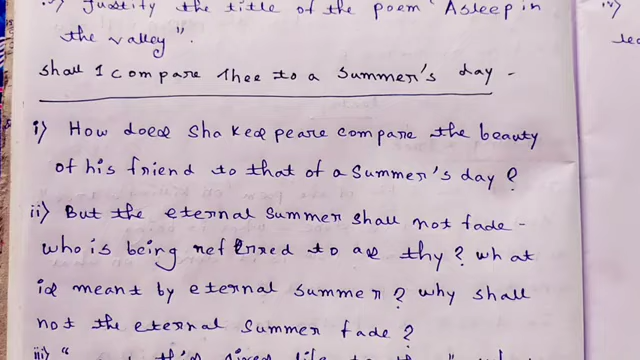 Justify the title of the poem "Asleep in
the valley".
iv)
Shall I compare Thee to a Summer's day -
i) How does Shakespeare compare the beauty
of his friend to that of a Summer's day?
ii) But the eternal summer shall not fade -
who is being referred to as thy? what
is meant by eternal summer? why shall
not the eternal summer fade?
iii) "